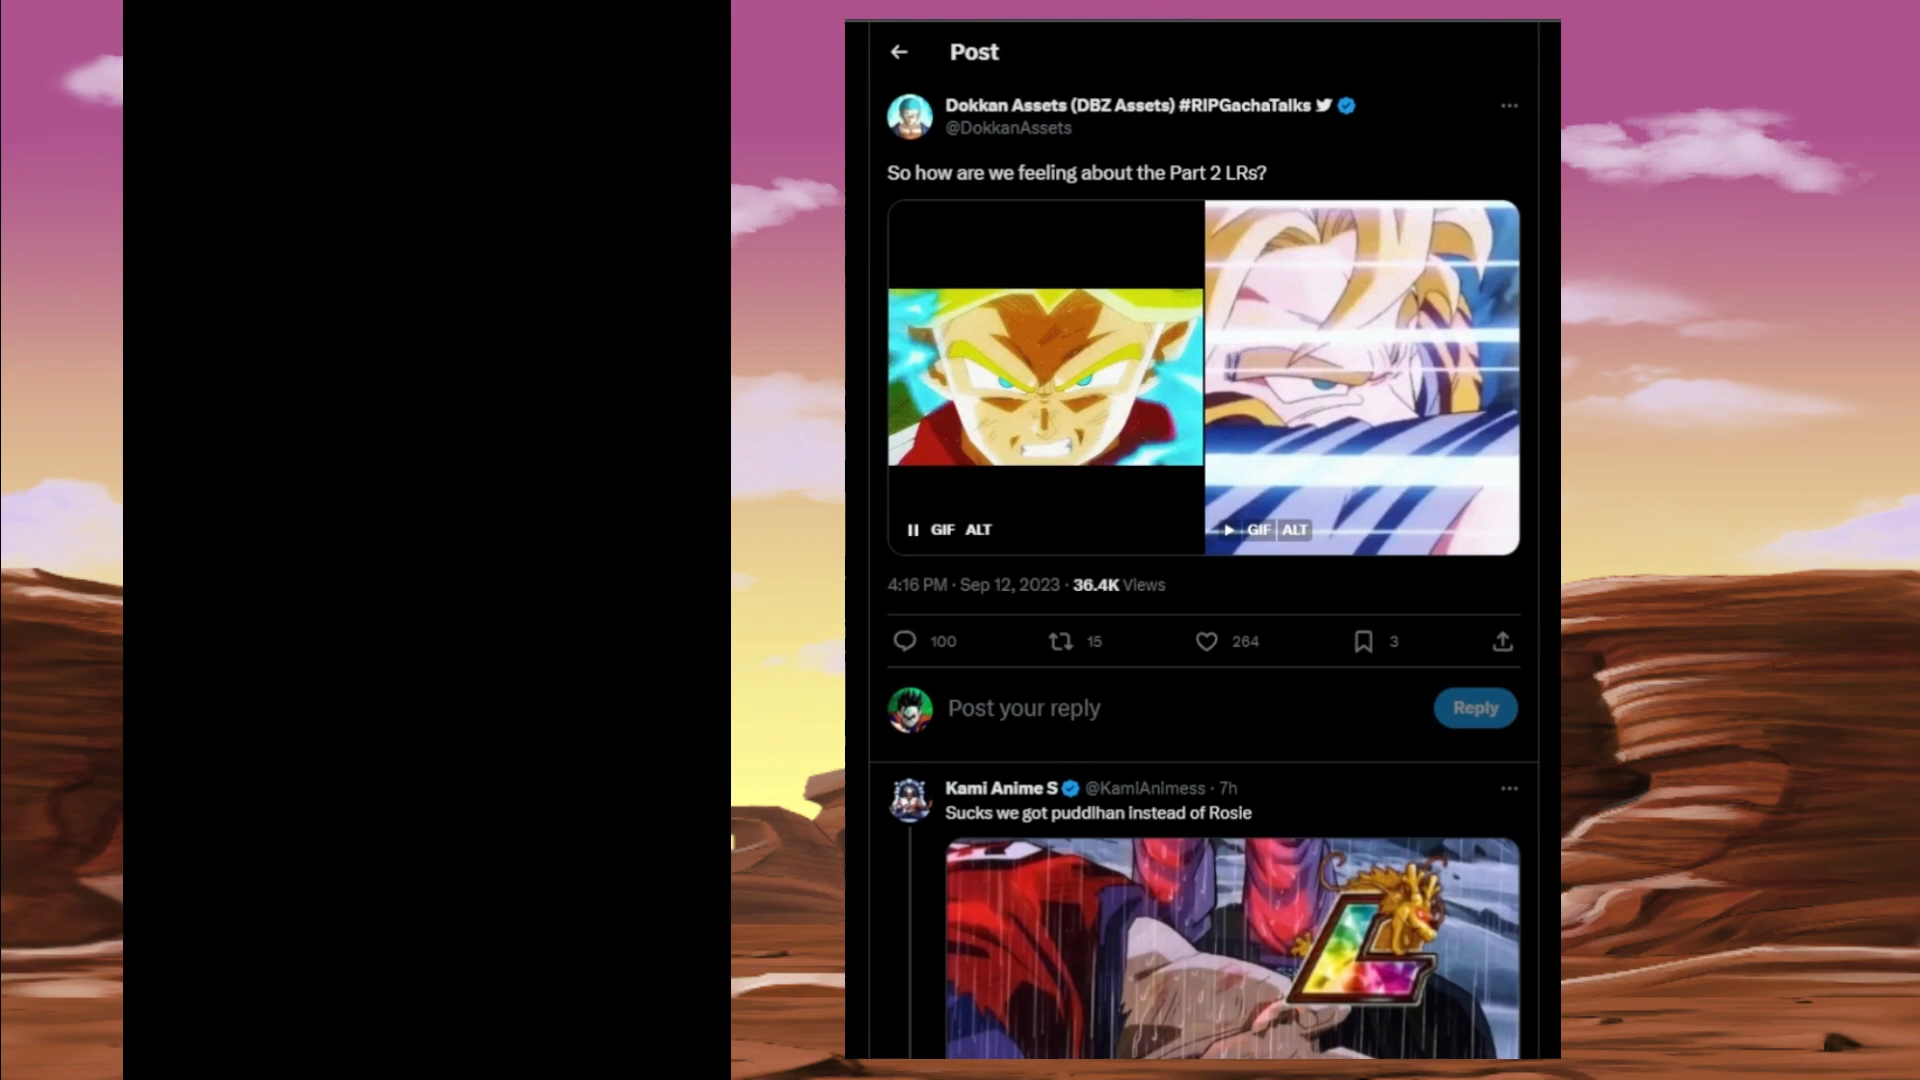 Post
Dokkan Assets (DBZ Assets) #RIPGachaTalks
@DokkanAssets
So how are we feeling about the Part 2 LRs?
GIF ALT
GIF ALT
4:16 PM · Sep 12, 2023 · 36.4K Views
100 15 264 3
Post your reply
Reply
Kami Anime S @KamiAnimess · 7h
Sucks we got puddlhan instead of Rosie
L